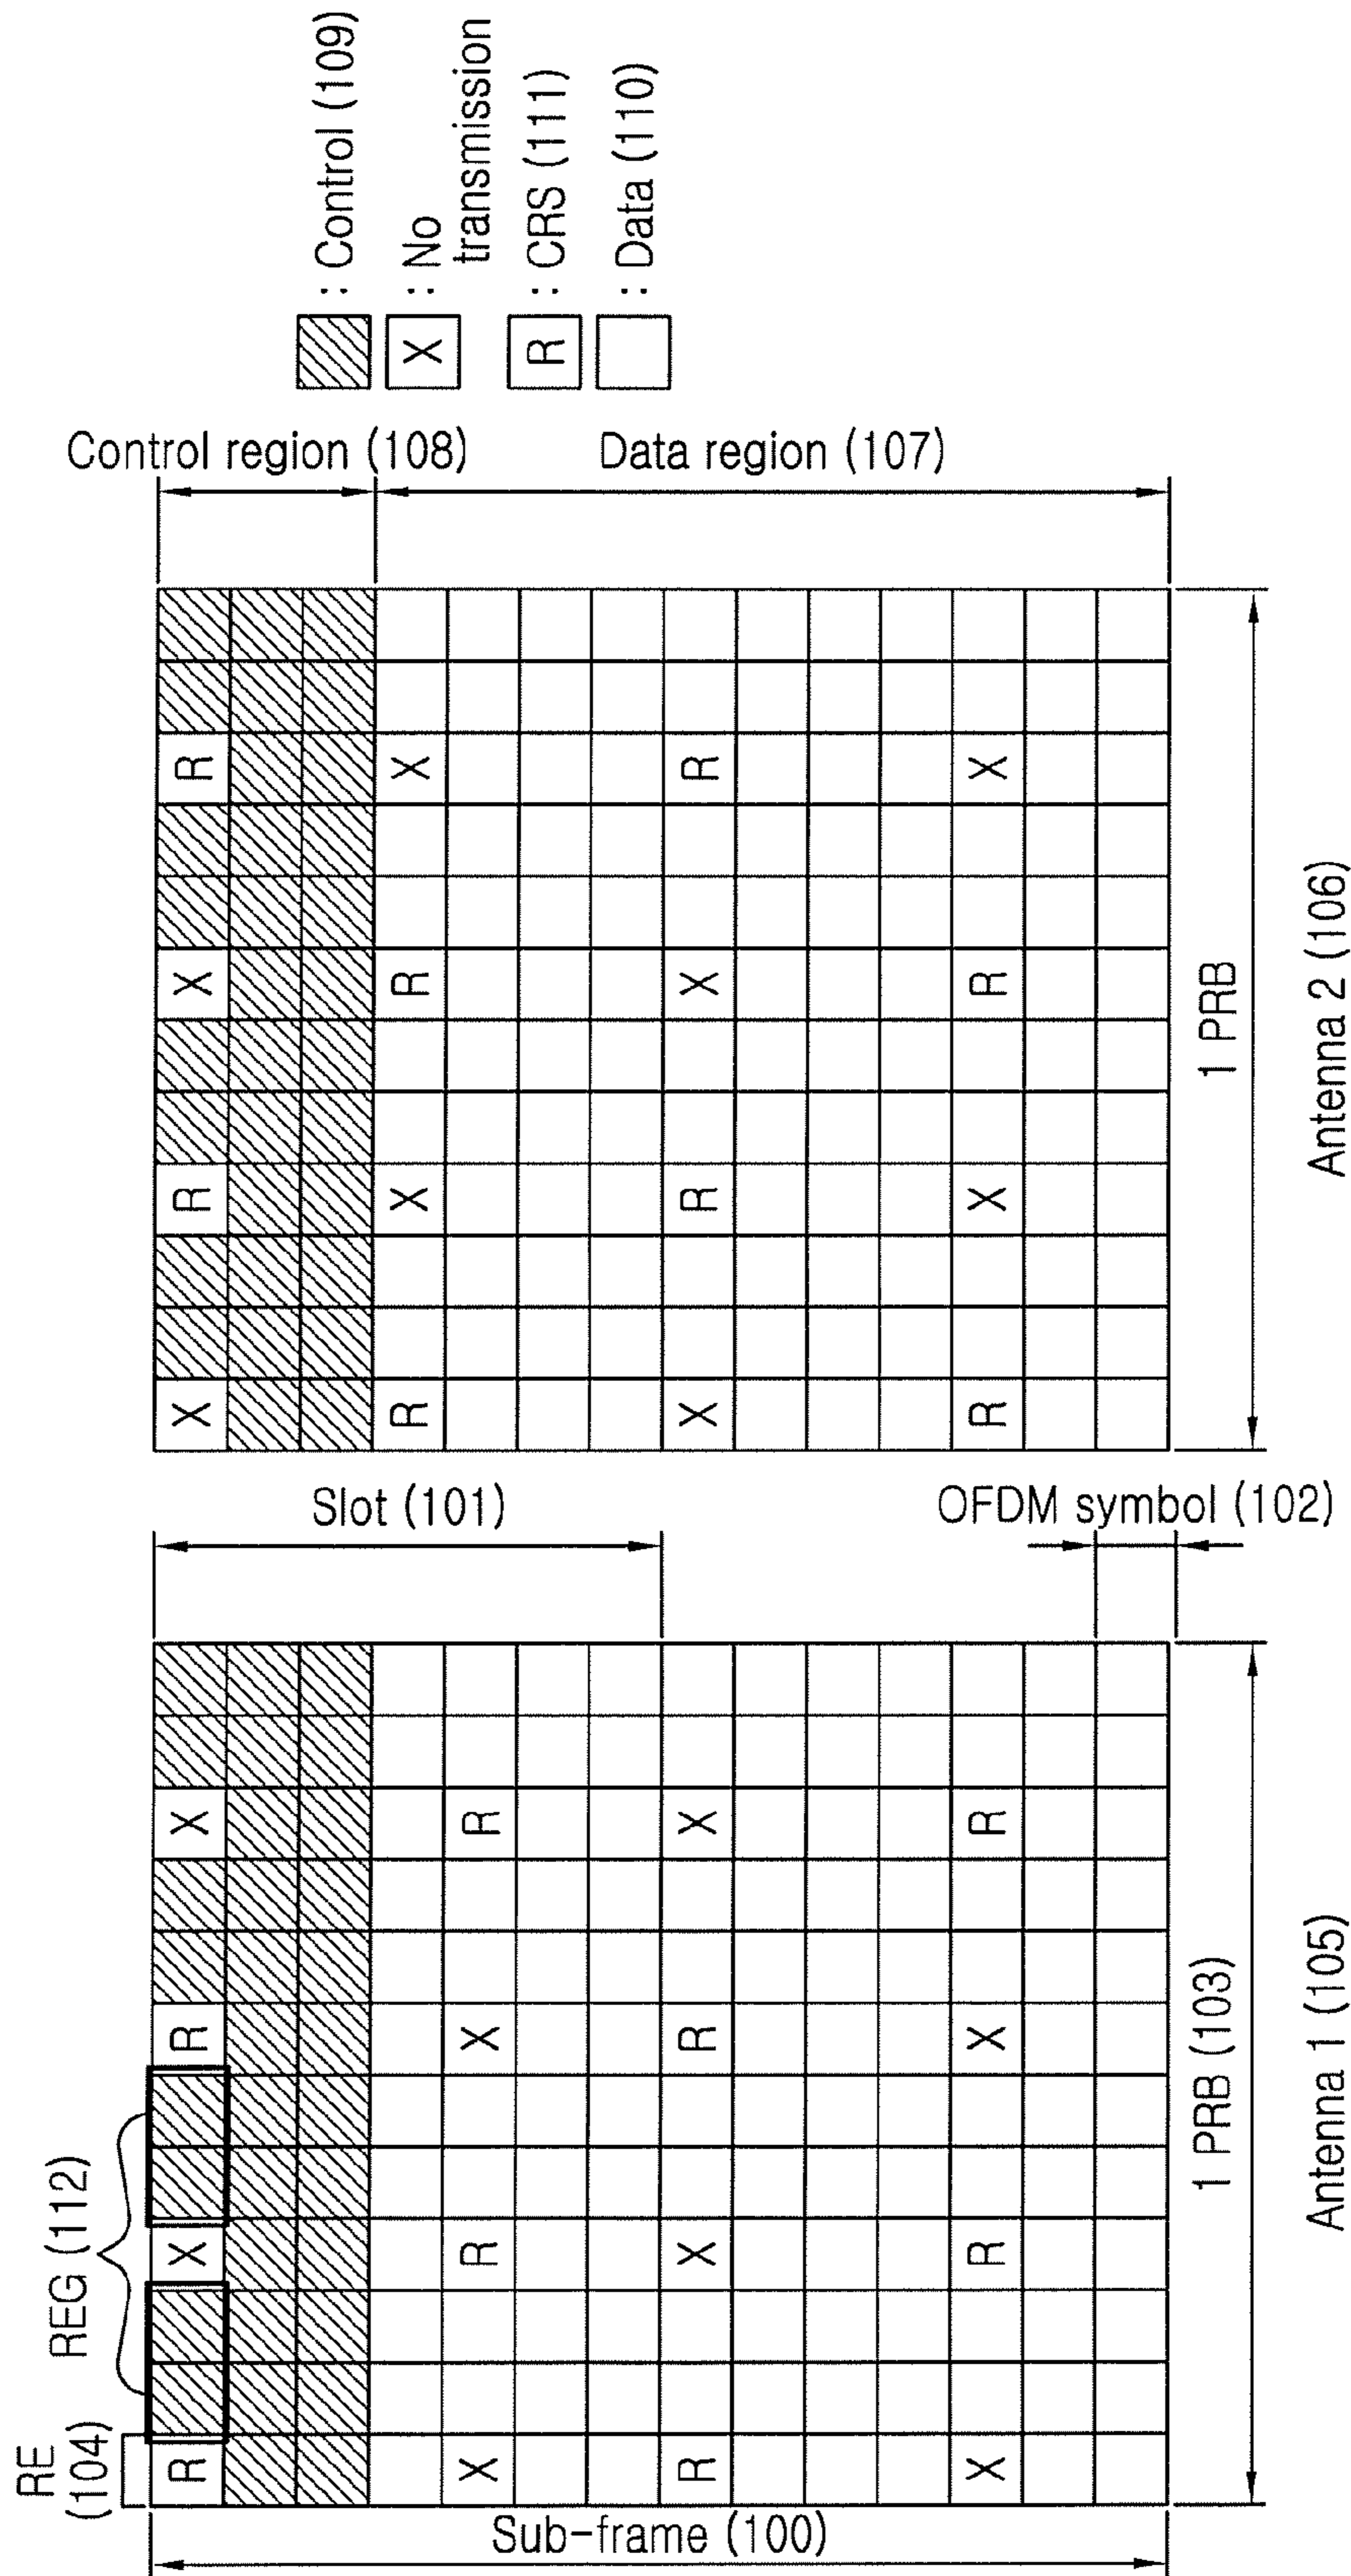 RE
(104)
REG (112)
Sub-frame (100)
R X R X
X R X R
R X R X
X R X R
1 PRB (103)
Antenna 1 (105)
Slot (101)
OFDM symbol (102)
X R X R
R X R X
X R X R
R X R X
1 PRB
Antenna 2 (106)
Control region (108)
Data region (107)
: Control (109)
X : No
transmission
R : CRS (111)
: Data (110)